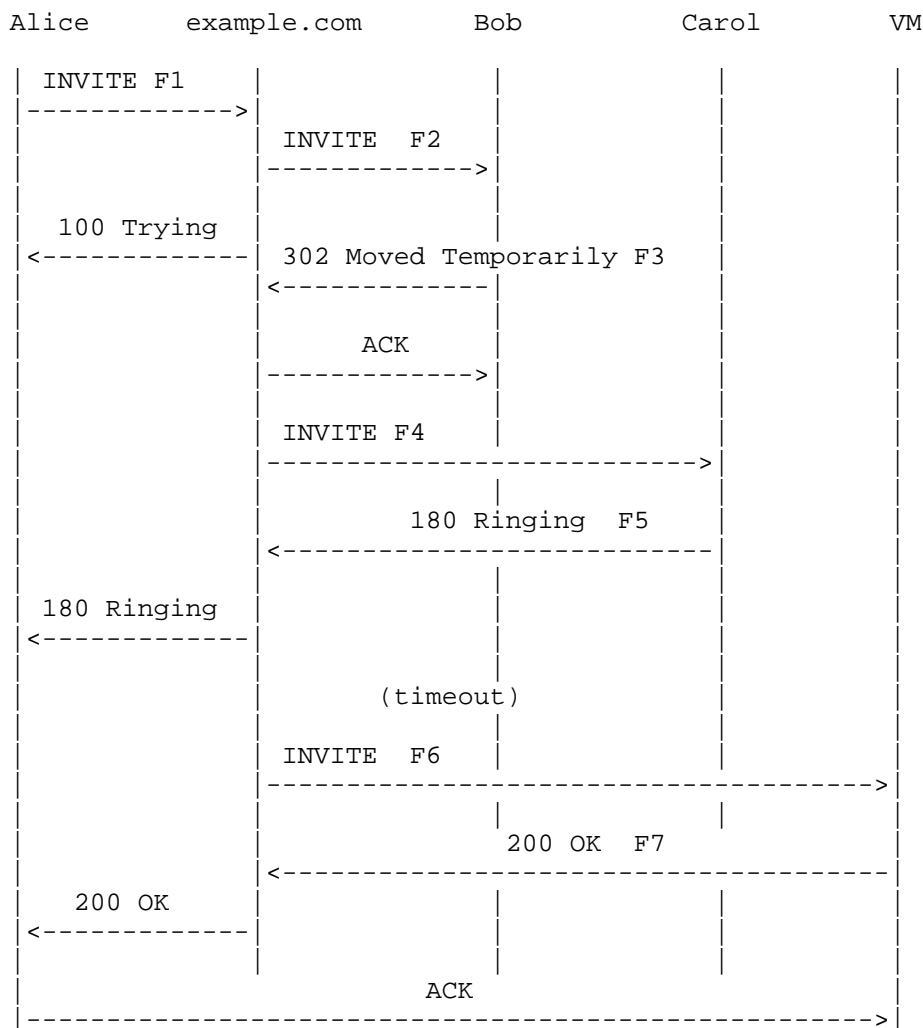 Alice example.com Bob Carol VM
INVITE F1
------------->
INVITE F2
------------->
100 Trying
<------------- 302 Moved Temporarily F3
<-------------
ACK
------------->
INVITE F4
--------------------------->
180 Ringing F5
<---------------------------
180 Ringing
<-------------
(timeout)
INVITE F6
-------------------------------------->
200 OK F7
<--------------------------------------
200 OK
<-------------
ACK
----------------------------------------------------->